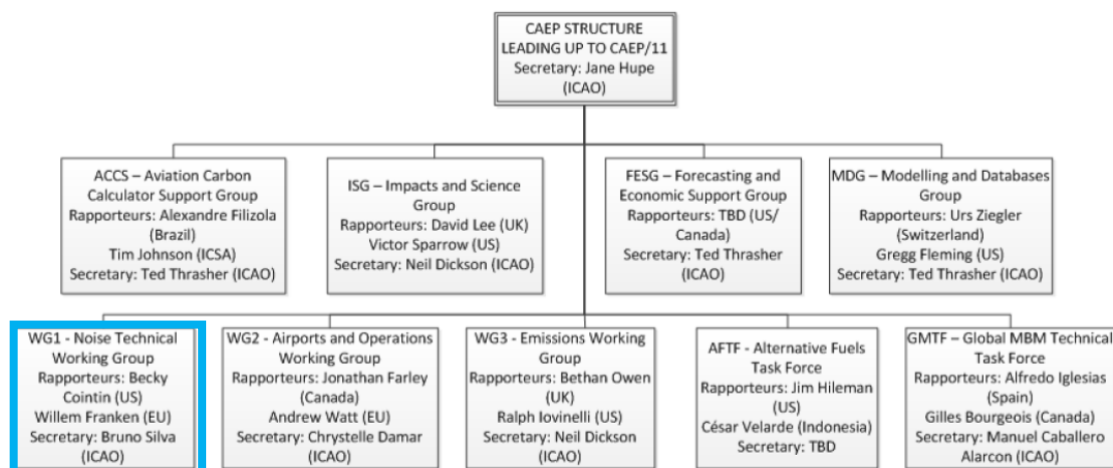 CAEP STRUCTURE
LEADING UP TO CAEP/11
Secretary: Jane Hupe
(ICAO)
ACCS – Aviation Carbon
Calculator Support Group
Rapporteurs: Alexandre Filizola
(Brazil)
Tim Johnson (ICSA)
Secretary: Ted Thrasher (ICAO)
ISG – Impacts and Science
Group
Rapporteurs: David Lee (UK)
Victor Sparrow (US)
Secretary: Neil Dickson (ICAO)
FESG – Forecasting and
Economic Support Group
Rapporteurs: TBD (US/
Canada)
Secretary: Ted Thrasher
(ICAO)
MDG – Modelling and Databases
Group
Rapporteurs: Urs Ziegler
(Switzerland)
Gregg Fleming (US)
Secretary: Ted Thrasher (ICAO)
WG1 - Noise Technical
Working Group
Rapporteurs: Becky
Cointin (US)
Willem Franken (EU)
Secretary: Bruno Silva
(ICAO)
WG2 - Airports and Operations
Working Group
Rapporteurs: Jonathan Farley
(Canada)
Andrew Watt (EU)
Secretary: Chrystelle Damar
(ICAO)
WG3 - Emissions Working
Group
Rapporteurs: Bethan Owen
(UK)
Ralph Iovinelli (US)
Secretary: Neil Dickson
(ICAO)
AFTF - Alternative Fuels
Task Force
Rapporteurs: Jim Hileman
(US)
César Velarde (Indonesia)
Secretary: TBD
GMTF – Global MBM Technical
Task Force
Rapporteurs: Alfredo Iglesias
(Spain)
Gilles Bourgeois (Canada)
Secretary: Manuel Caballero
Alarcon (ICAO)